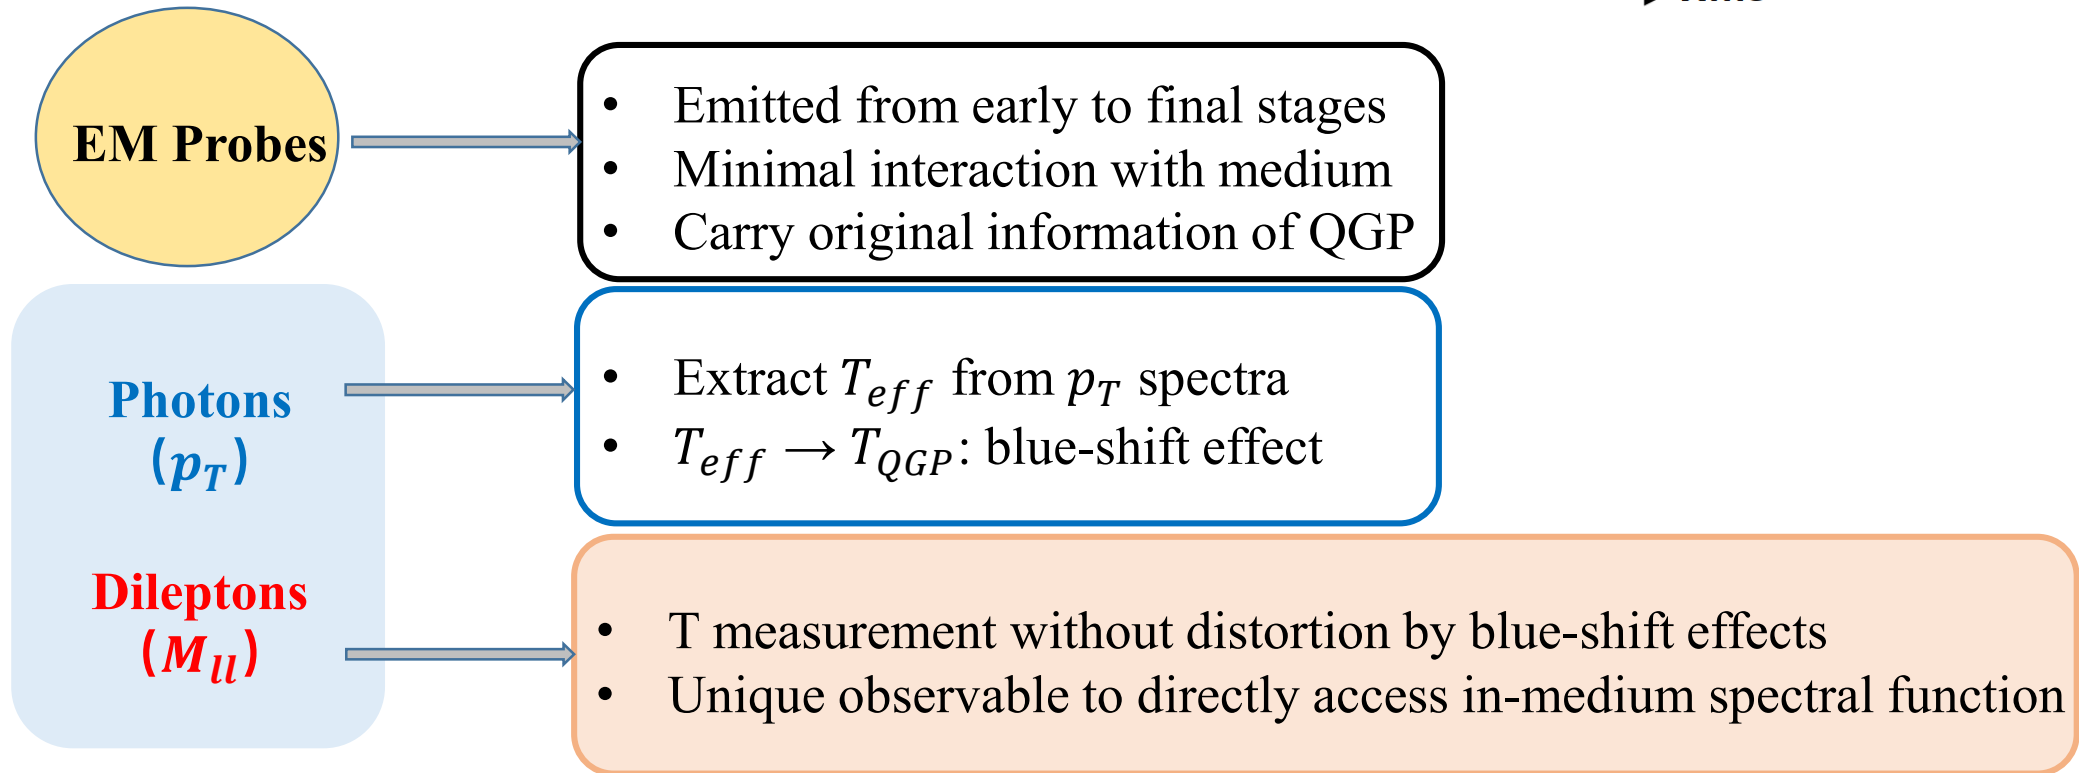 EM Probes
• Emitted from early to final stages
• Minimal interaction with medium
• Carry original information of QGP
Photons
(p_T)
• Extract T_eff from p_T spectra
• T_eff → T_QGP: blue-shift effect
Dileptons
(M_ll)
• T measurement without distortion by blue-shift effects
• Unique observable to directly access in-medium spectral function